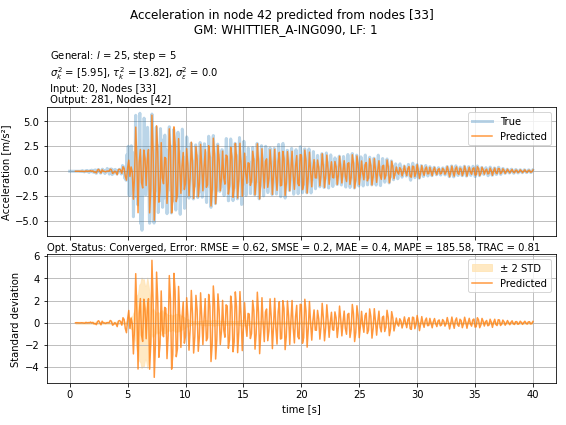 Acceleration in node 42 predicted from nodes [33]
GM: WHITTIER_A-ING090, LF: 1
General: l = 25, step = 5
σ²ₖ = [5.95], τ²ₖ = [3.82], σ²ε = 0.0
Input: 20, Nodes [33]
Output: 281, Nodes [42]
Acceleration [m/s²]
5.0
2.5
0.0
−2.5
−5.0
True
Predicted
Opt. Status: Converged, Error: RMSE = 0.62, SMSE = 0.2, MAE = 0.4, MAPE = 185.58, TRAC = 0.81
Standard deviation
6
4
2
0
−2
−4
± 2 STD
Predicted
0 5 10 15 20 25 30 35 40
time [s]